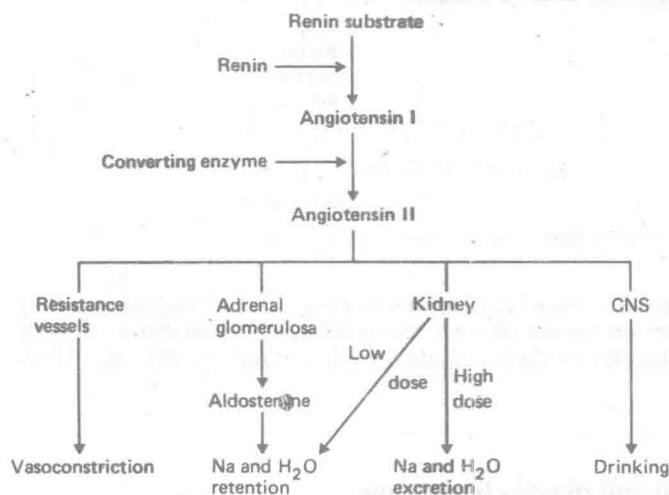 Renin substrate
Renin
Angiotensin I
Converting enzyme
Angiotensin II
Resistance
vessels
Adrenal
glomerulosa
Kidney
CNS
Low
dose
High
dose
Aldosterone
Vasoconstriction
Na and H₂O
retention
Na and H₂O
excretion
Drinking